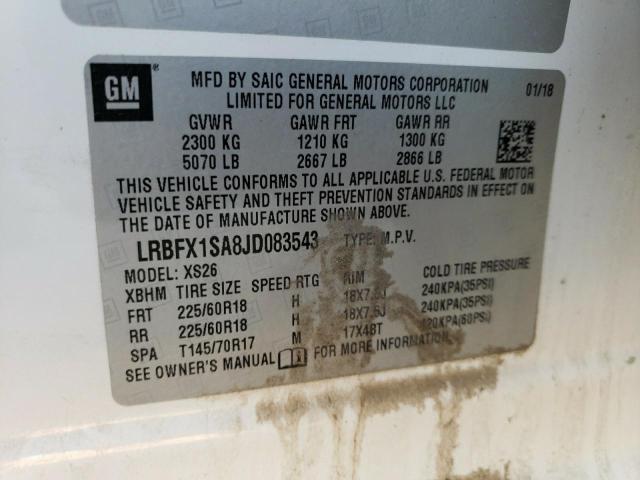 GM
MFD BY SAIC GENERAL MOTORS CORPORATION
LIMITED FOR GENERAL MOTORS LLC
01/18
GVWR GAWR FRT GAWR RR
2300 KG 1210 KG 1300 KG
5070 LB 2667 LB 2866 LB
THIS VEHICLE CONFORMS TO ALL APPLICABLE U.S. FEDERAL MOTOR
VEHICLE SAFETY AND THEFT PREVENTION STANDARDS IN EFFECT ON
THE DATE OF MANUFACTURE SHOWN ABOVE.
LRBFX1SA8JD083543 TYPE: M.P.V.
MODEL: XS26
XBHM TIRE SIZE SPEED RTG RIM COLD TIRE PRESSURE
FRT 225/60R18 H 18X7.5J 240KPA(35PSI)
RR 225/60R18 H 18X7.5J 240KPA(35PSI)
SPA T145/70R17 M 17X4BT 420KPA(60PSI)
SEE OWNER'S MANUAL FOR MORE INFORMATION.